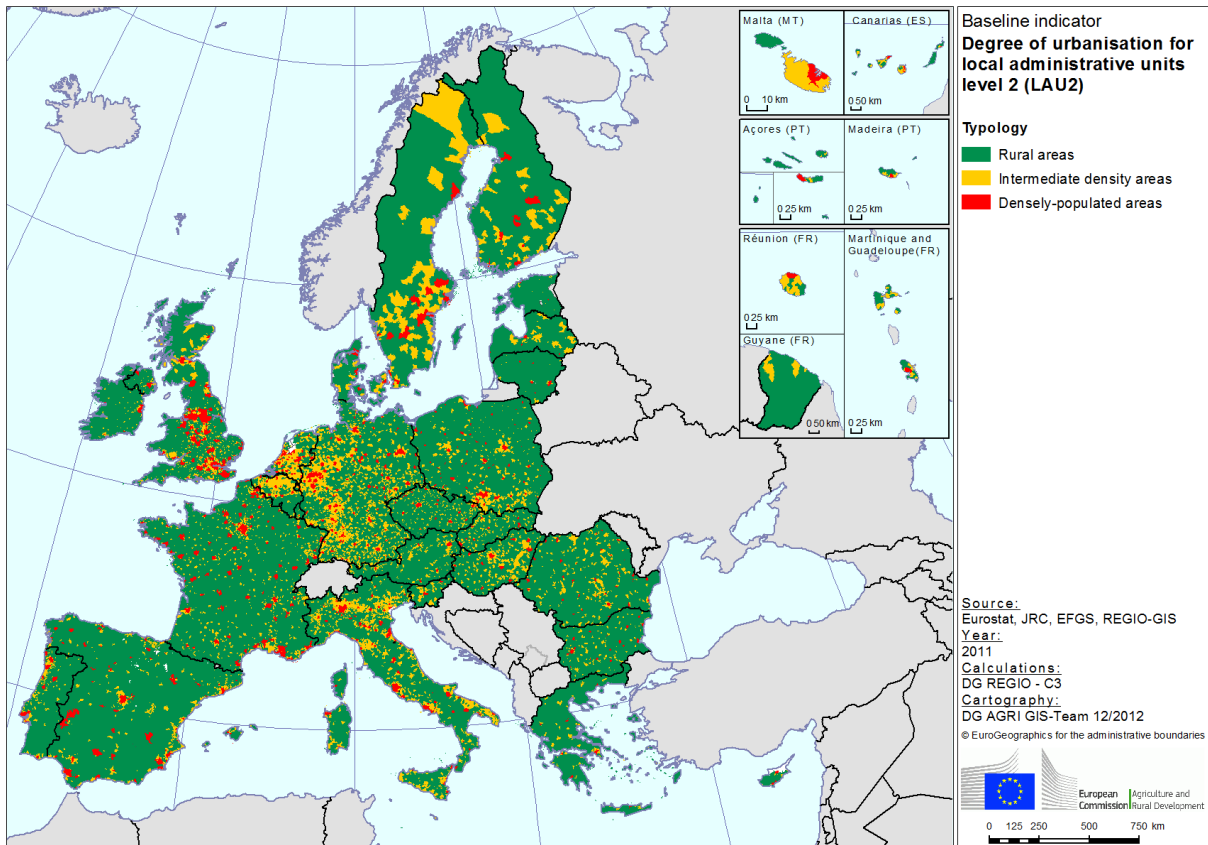 Baseline indicator
Degree of urbanisation for
local administrative units
level 2 (LAU2)
Typology
Rural areas
Intermediate density areas
Densely-populated areas
Malta (MT)
0 10 km
Canarias (ES)
0 50 km
Açores (PT)
0 25 km
Madeira (PT)
0 25 km
Réunion (FR)
0 25 km
Martinique and
Guadeloupe(FR)
0 25 km
Guyane (FR)
0 50 km
Source:
Eurostat, JRC, EFGS, REGIO-GIS
Year:
2011
Calculations:
DG REGIO - C3
Cartography:
DG AGRI GIS-Team 12/2012
© EuroGeographics for the administrative boundaries
European
Commission
Agriculture and
Rural Development
0 125 250 500 750 km